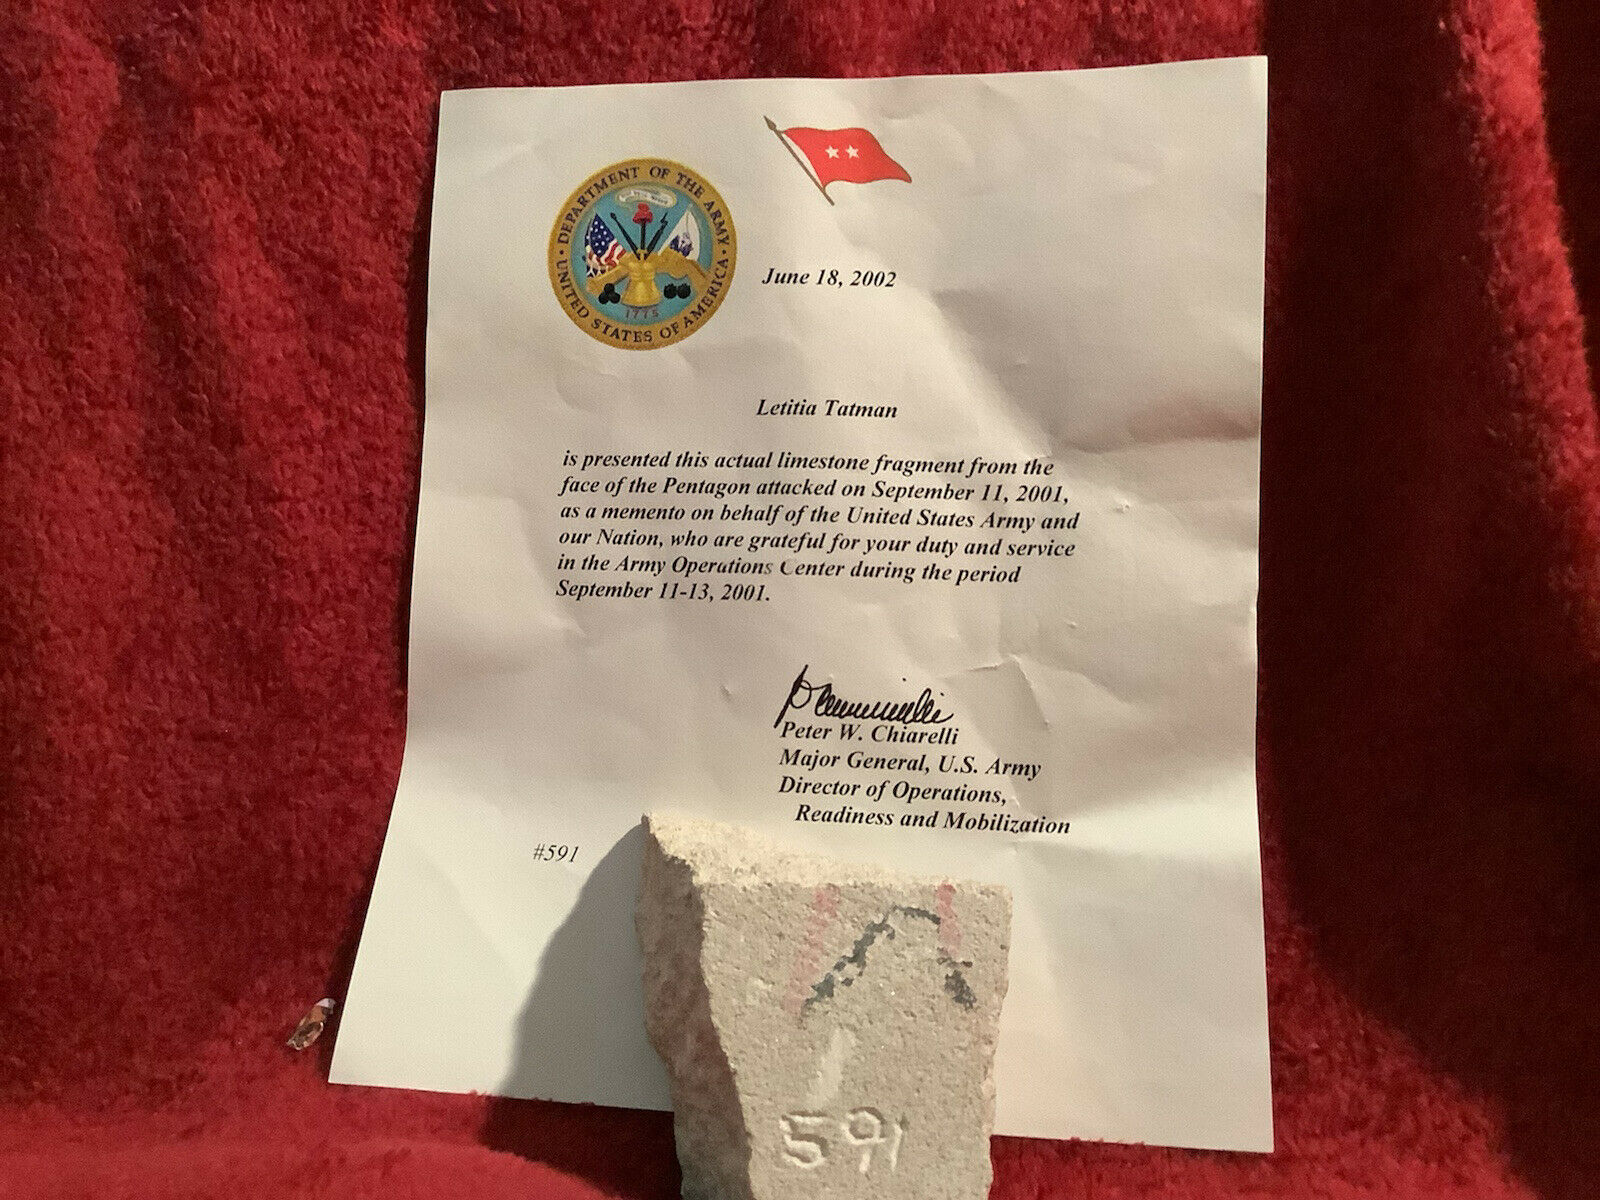 DEPARTMENT OF THE ARMY
UNITED STATES OF AMERICA
1775
June 18, 2002
Letitia Tatman
is presented this actual limestone fragment from the
face of the Pentagon attacked on September 11, 2001,
as a memento on behalf of the United States Army and
our Nation, who are grateful for your duty and service
in the Army Operations Center during the period
September 11-13, 2001.
Peter W. Chiarelli
Major General, U.S. Army
Director of Operations,
Readiness and Mobilization
#591
591